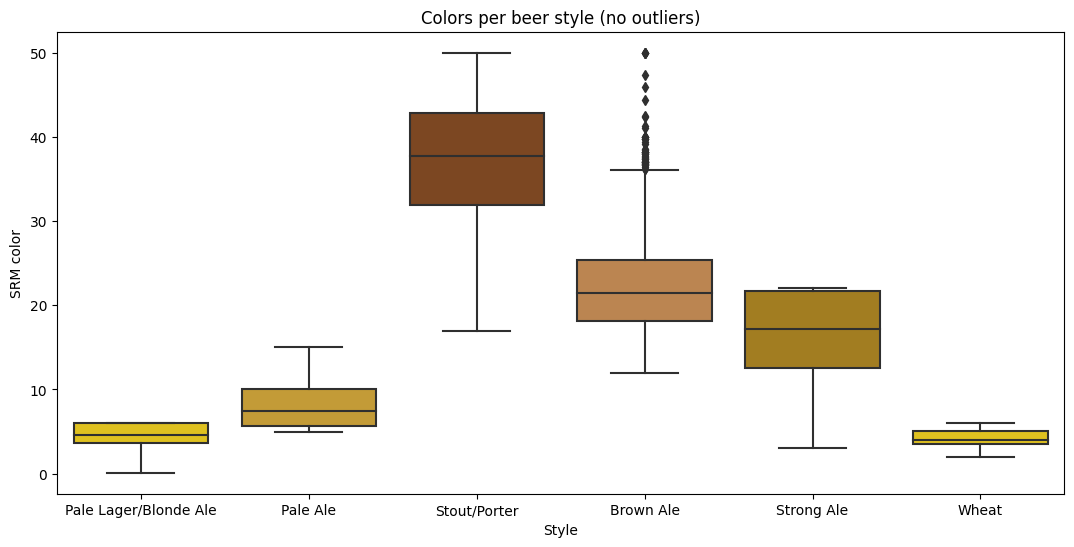 Colors per beer style (no outliers)
SRM color
50
40
30
20
10
0
Pale Lager/Blonde Ale
Pale Ale
Stout/Porter
Brown Ale
Strong Ale
Wheat
Style